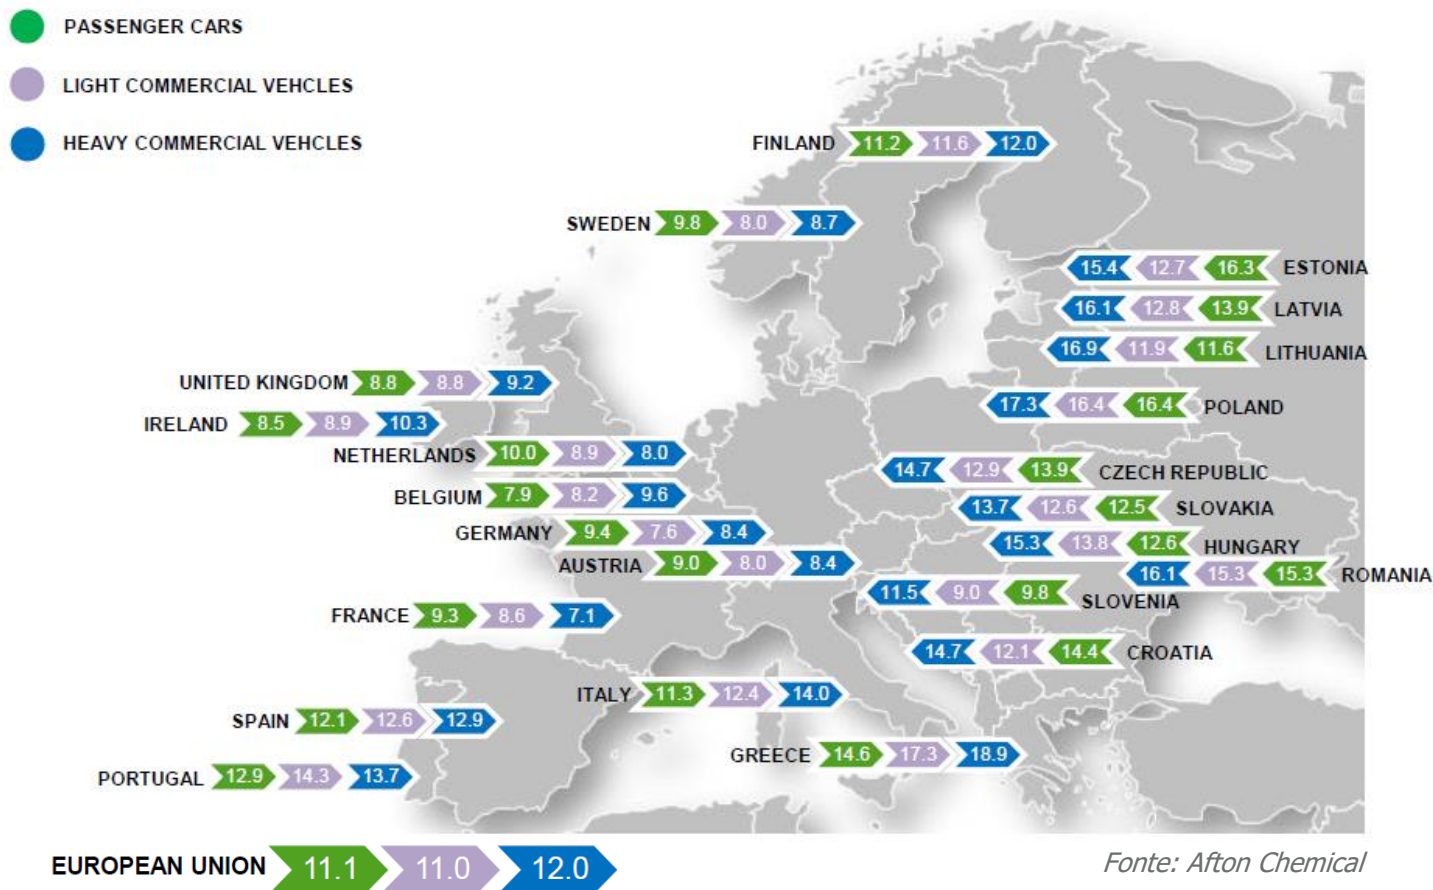 PASSENGER CARS
LIGHT COMMERCIAL VEHCLES
HEAVY COMMERCIAL VEHCLES
FINLAND 11.2 11.6 12.0
SWEDEN 9.8 8.0 8.7
15.4 12.7 16.3 ESTONIA
16.1 12.8 13.9 LATVIA
16.9 11.9 11.6 LITHUANIA
UNITED KINGDOM 8.8 8.8 9.2
17.3 16.4 16.4 POLAND
IRELAND 8.5 8.9 10.3
NETHERLANDS 10.0 8.9 8.0
14.7 12.9 13.9 CZECH REPUBLIC
BELGIUM 7.9 8.2 9.6
13.7 12.6 12.5 SLOVAKIA
GERMANY 9.4 7.6 8.4
15.3 13.8 12.6 HUNGARY
AUSTRIA 9.0 8.0 8.4
16.1 15.3 15.3 ROMANIA
11.5 9.0 9.8 SLOVENIA
FRANCE 9.3 8.6 7.1
14.7 12.1 14.4 CROATIA
ITALY 11.3 12.4 14.0
SPAIN 12.1 12.6 12.9
GREECE 14.6 17.3 18.9
PORTUGAL 12.9 14.3 13.7
EUROPEAN UNION 11.1 11.0 12.0
Fonte: Afton Chemical